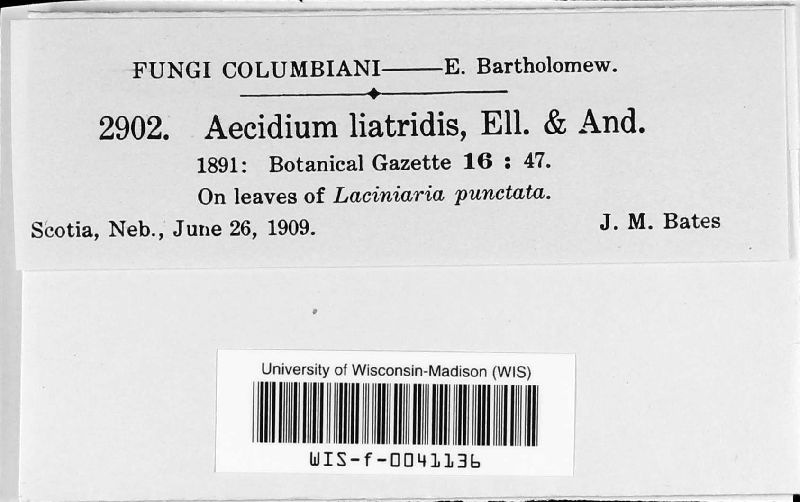 FUNGI COLUMBIANI——E. Bartholomew.
2902. Aecidium liatridis, Ell. & And.
1891: Botanical Gazette 16 : 47.
On leaves of Laciniaria punctata.
Scotia, Neb., June 26, 1909. J. M. Bates
University of Wisconsin-Madison (WIS)
WIS-f-0041136